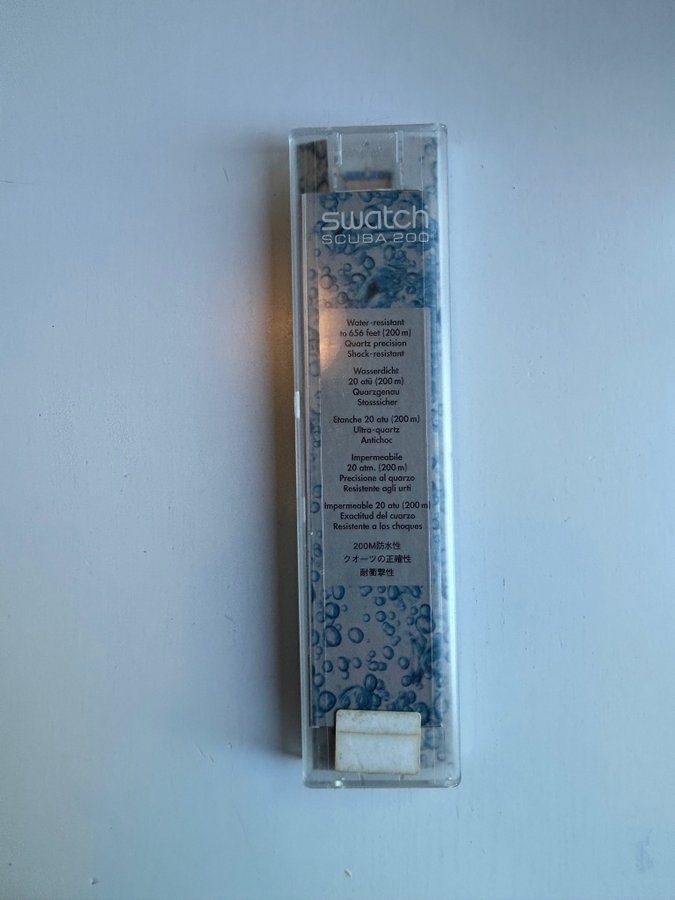 swatch
SCUBA 200
Water-resistant
to 656 feet (200 m)
Quartz precision
Shock-resistant
Wasserdicht
20 atü (200 m)
Quarzgenau
Stosssicher
Etanche 20 atu (200 m)
Ultra-quartz
Antichoc
Impermeabile
20 atm. (200 m)
Precisione al quarzo
Resistente agli urti
Impermeable 20 atu (200 m)
Exactitud del cuarzo
Resistente a los choques
200M防水性
クオーツの正確性
耐衝撃性